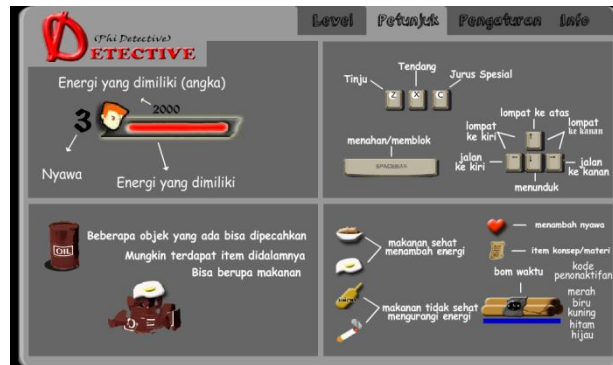 Level Petunjuk Pengaturan Info
(Phi Detective)
DETECTIVE
Energi yang dimiliki (angka)
2000
3
Nyawa
Energi yang dimiliki
Tinju
Tendang
Jurus Spesial
Z X C
menahan/memblok
SPACEBAR
lompat ke atas
lompat
ke kiri
lompat
ke kanan
jalan
ke kiri
jalan
ke kanan
menunduk
OIL
Beberapa objek yang ada bisa dipecahkan
Mungkin terdapat item didalamnya
Bisa berupa makanan
makanan sehat
menambah energi
makanan tidak sehat
mengurangi energi
menambah nyawa
item konsep/materi
bom waktu
kode
penonaktifan
merah
biru
kuning
hitam
hijau